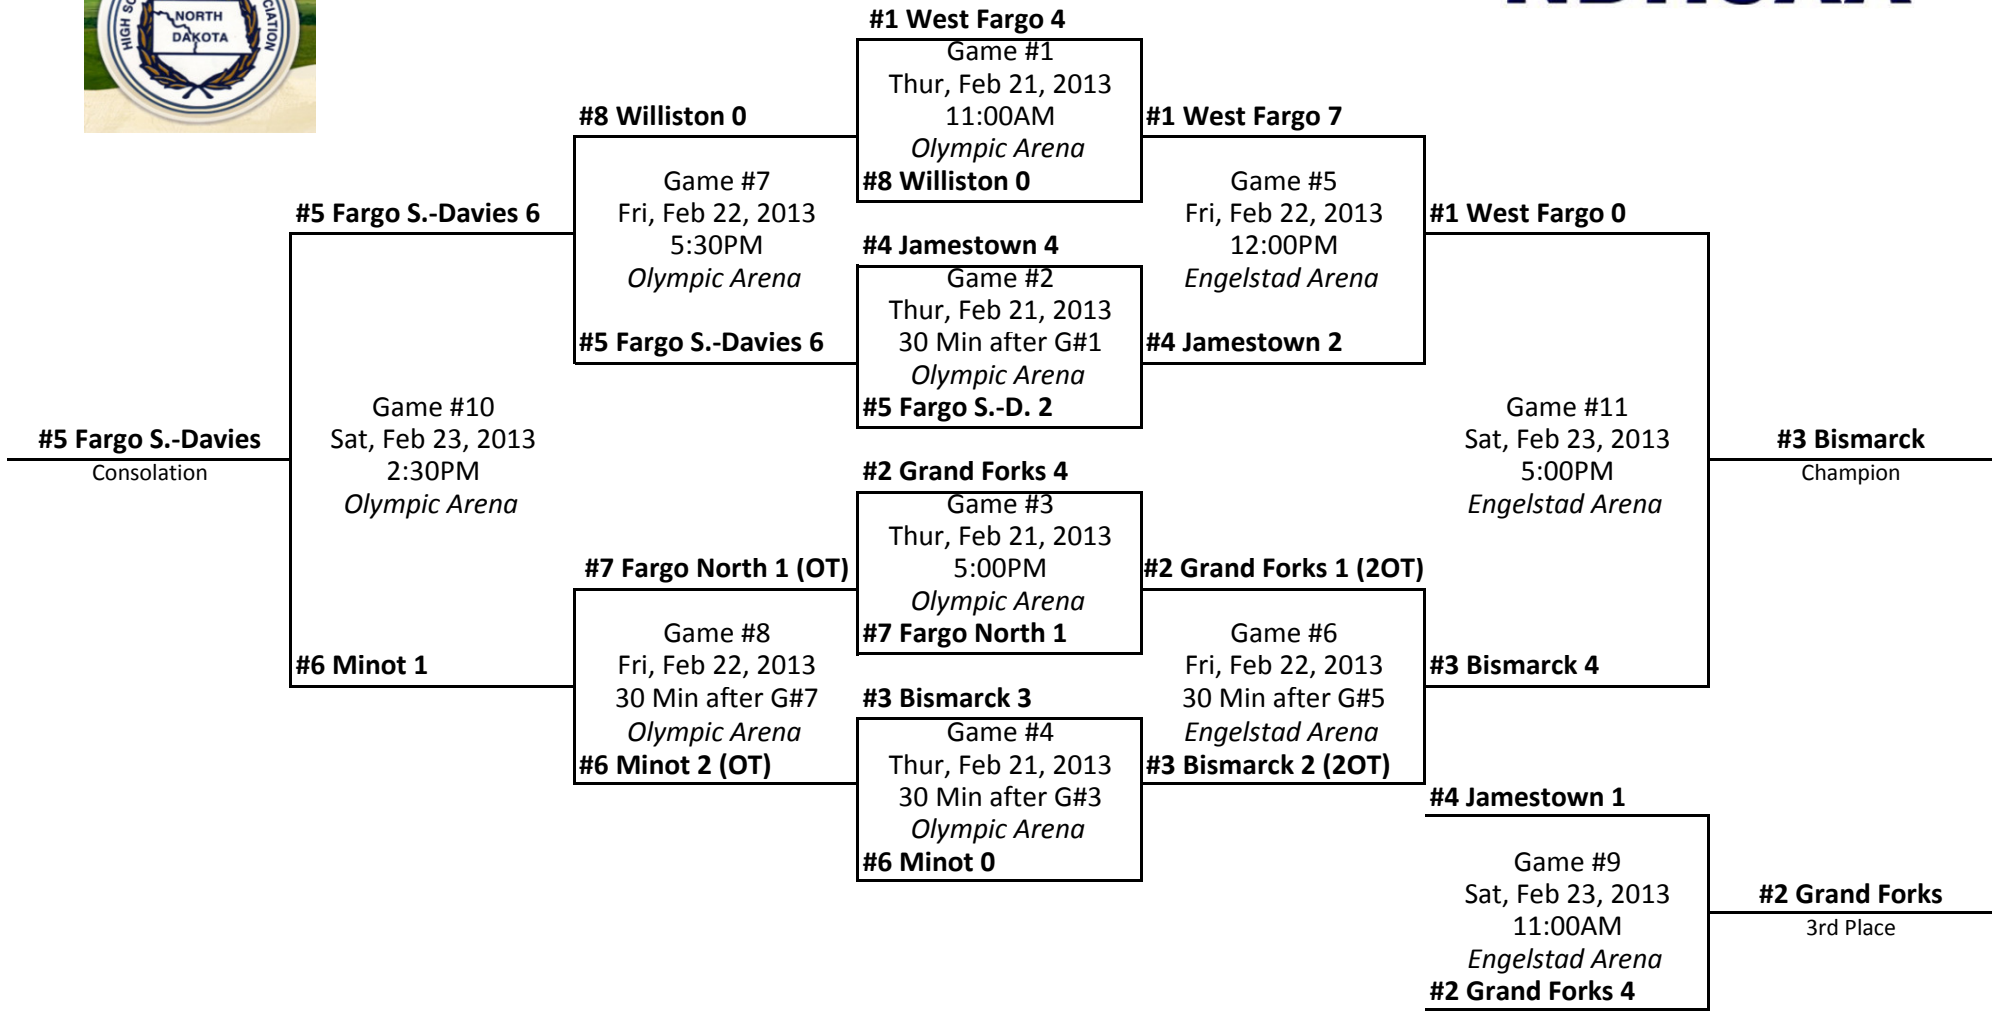 NORTH
DAKOTA
#1 West Fargo 4
Game #1
Thur, Feb 21, 2013
11:00AM
Olympic Arena
#8 Williston 0
#8 Williston 0
Game #7
Fri, Feb 22, 2013
5:30PM
Olympic Arena
#5 Fargo S.-Davies 6
#1 West Fargo 7
Game #5
Fri, Feb 22, 2013
12:00PM
Engelstad Arena
#4 Jamestown 2
#5 Fargo S.-Davies 6
#1 West Fargo 0
#4 Jamestown 4
Game #2
Thur, Feb 21, 2013
30 Min after G#1
Olympic Arena
#5 Fargo S.-D. 2
Game #10
Sat, Feb 23, 2013
2:30PM
Olympic Arena
#5 Fargo S.-Davies
Consolation
Game #11
Sat, Feb 23, 2013
5:00PM
Engelstad Arena
#3 Bismarck
Champion
#2 Grand Forks 4
Game #3
Thur, Feb 21, 2013
5:00PM
Olympic Arena
#7 Fargo North 1
#7 Fargo North 1 (OT)
Game #8
Fri, Feb 22, 2013
30 Min after G#7
Olympic Arena
#6 Minot 2 (OT)
#2 Grand Forks 1 (2OT)
Game #6
Fri, Feb 22, 2013
30 Min after G#5
Engelstad Arena
#3 Bismarck 2 (2OT)
#6 Minot 1
#3 Bismarck 4
#3 Bismarck 3
Game #4
Thur, Feb 21, 2013
30 Min after G#3
Olympic Arena
#6 Minot 0
#4 Jamestown 1
Game #9
Sat, Feb 23, 2013
11:00AM
Engelstad Arena
#2 Grand Forks 4
#2 Grand Forks
3rd Place